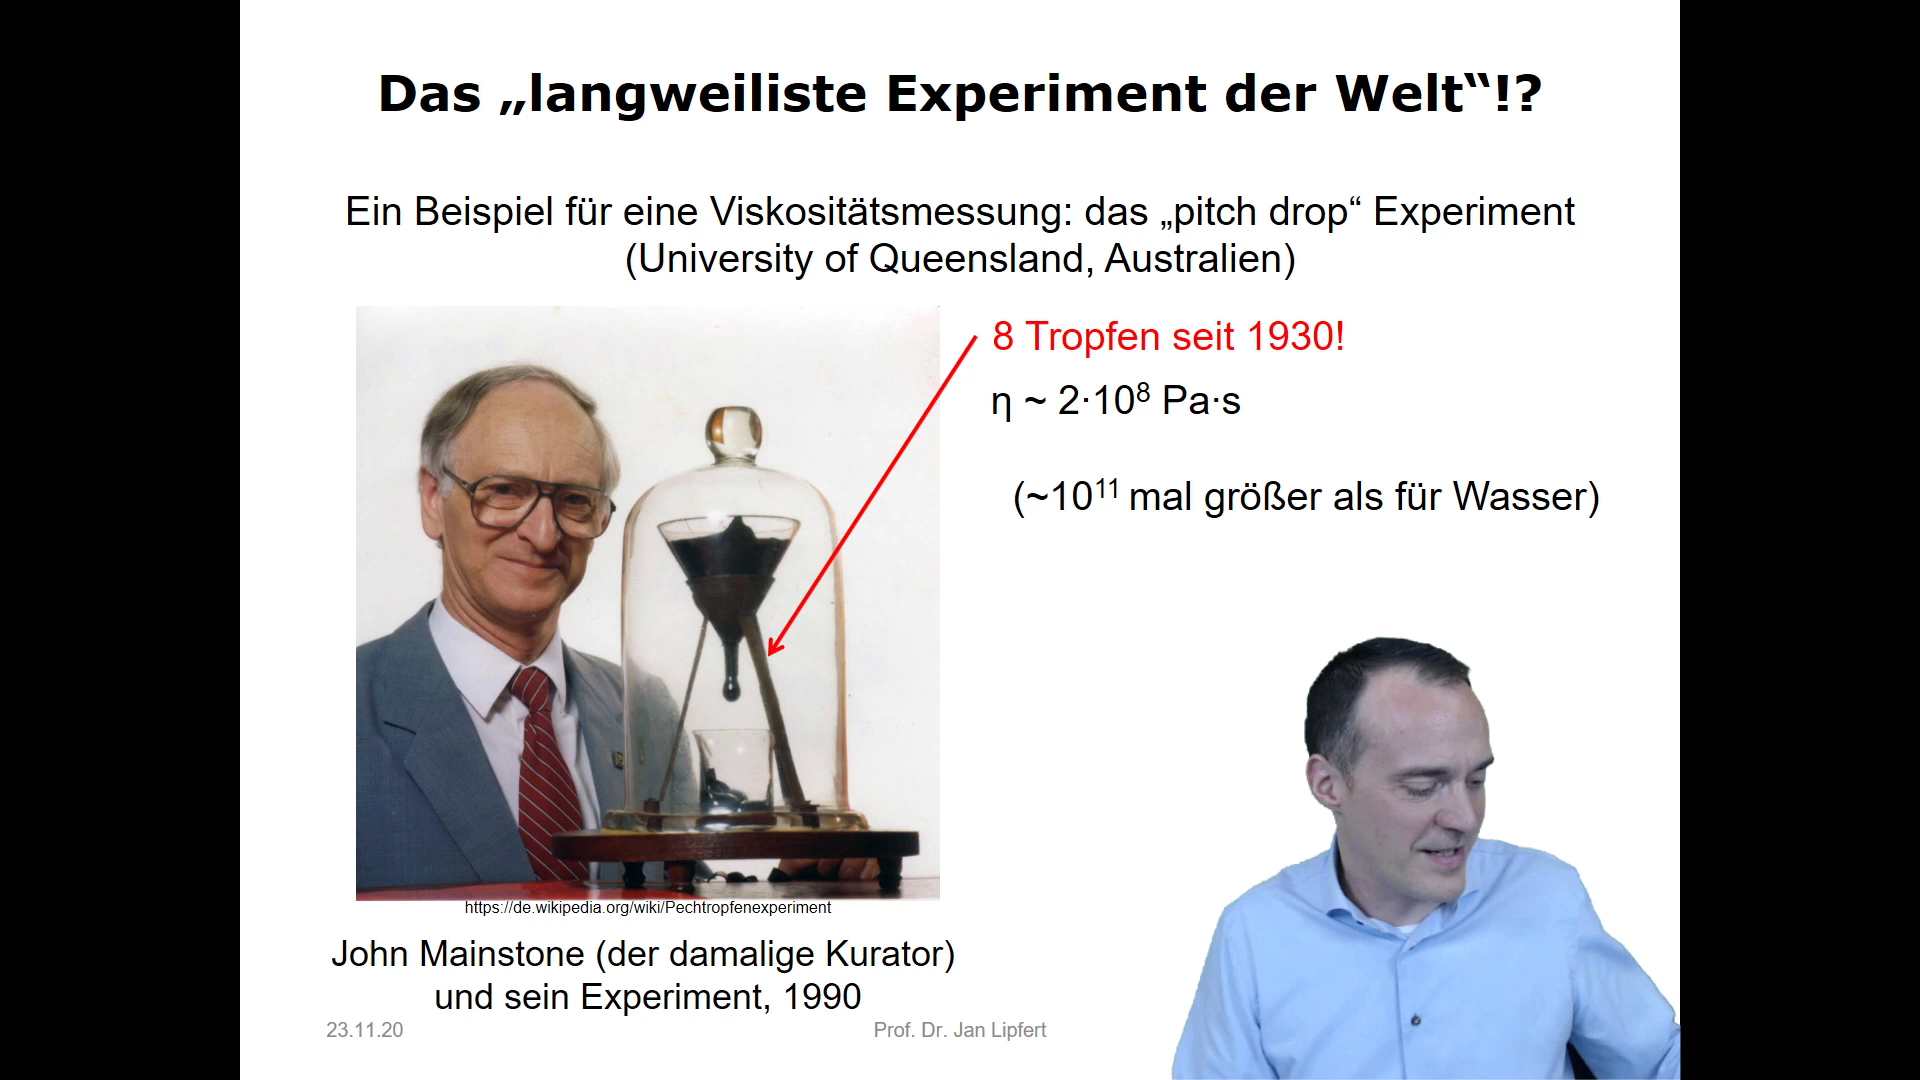 Das „langweiliste Experiment der Welt“!?
Ein Beispiel für eine Viskositätsmessung: das „pitch drop“ Experiment
(University of Queensland, Australien)
8 Tropfen seit 1930!
η ~ 2·10⁸ Pa·s
(~10¹¹ mal größer als für Wasser)
https://de.wikipedia.org/wiki/Pechtropfenexperiment
John Mainstone (der damalige Kurator)
und sein Experiment, 1990
23.11.20
Prof. Dr. Jan Lipfert